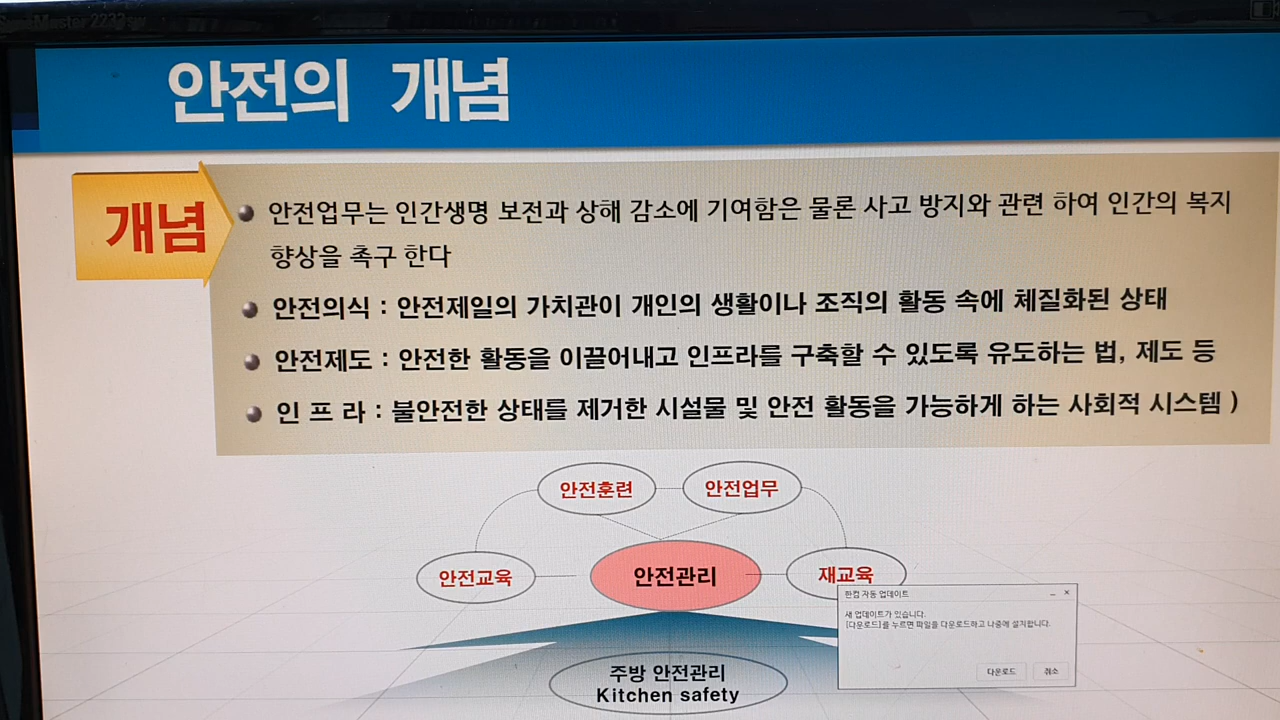 SyncMaster 2233sw
안전의 개념
개념
안전업무는 인간생명 보전과 상해 감소에 기여함은 물론 사고 방지와 관련 하여 인간의 복지
향상을 촉구 한다
안전의식 : 안전제일의 가치관이 개인의 생활이나 조직의 활동 속에 체질화된 상태
안전제도 : 안전한 활동을 이끌어내고 인프라를 구축할 수 있도록 유도하는 법, 제도 등
인 프 라 : 불안전한 상태를 제거한 시설물 및 안전 활동을 가능하게 하는 사회적 시스템 )
안전훈련
안전업무
안전교육
안전관리
재교육
한컴 자동 업데이트
새 업데이트가 있습니다.
[다운로드]를 누르면 파일을 다운로드하고 나중에 설치합니다.
다운로드
취소
주방 안전관리
Kitchen safety